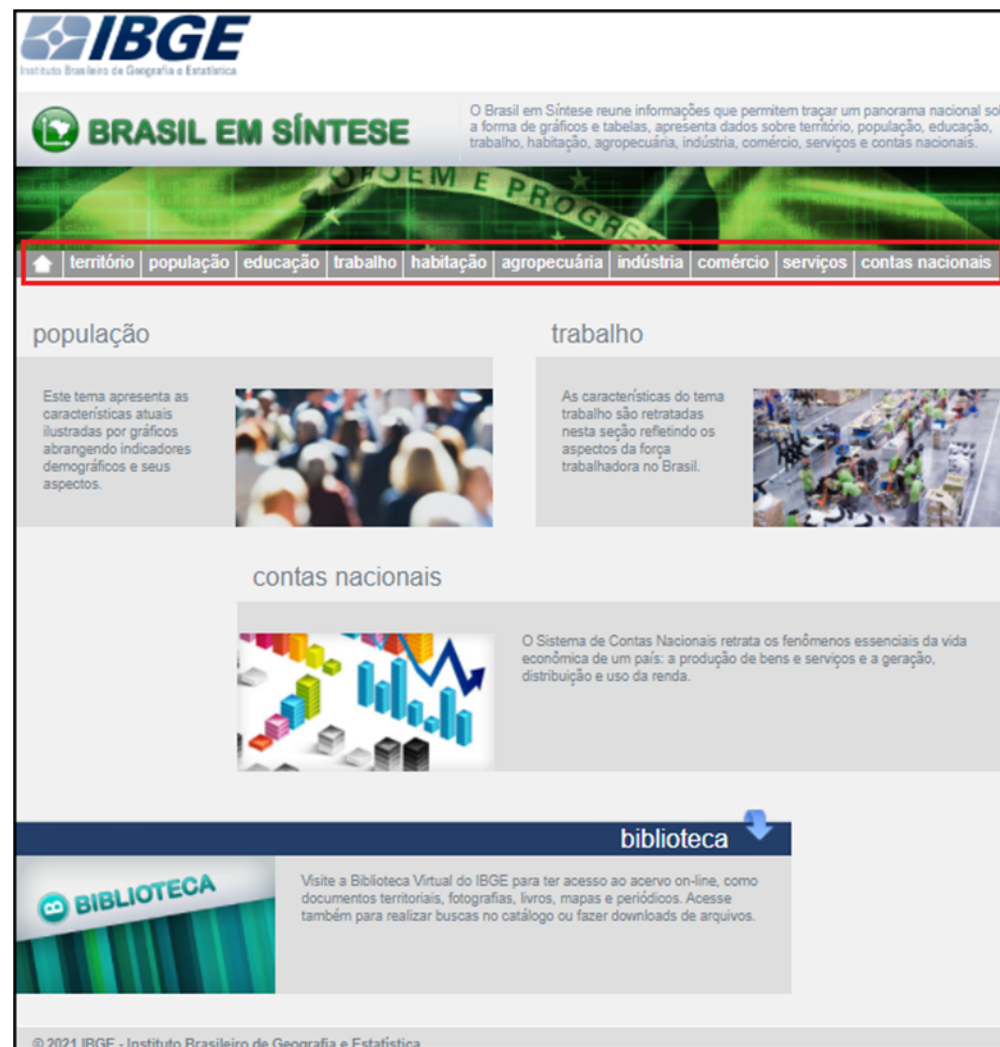 IBGE
Instituto Brasileiro de Geografia e Estatística
BRASIL EM SÍNTESE
O Brasil em Síntese reune informações que permitem traçar um panorama nacional
a forma de gráficos e tabelas, apresenta dados sobre território, população, educação,
trabalho, habitação, agropecuária, indústria, comércio, serviços e contas nacionais.
ORDEM E PROGRE
território população educação trabalho habitação agropecuária indústria comércio serviços contas nacionais
população
Este tema apresenta as
características atuais
ilustradas por gráficos
abrangendo indicadores
demográficos e seus
aspectos.
trabalho
As características do tema
trabalho são retratadas
nesta seção refletindo os
aspectos da força
trabalhadora no Brasil.
contas nacionais
O Sistema de Contas Nacionais retrata os fenômenos essenciais da vida
econômica de um país: a produção de bens e serviços e a geração,
distribuição e uso da renda.
biblioteca
BIBLIOTECA
Visite a Biblioteca Virtual do IBGE para ter acesso ao acervo on-line, como
documentos territoriais, fotografias, livros, mapas e periódicos. Acesse
também para realizar buscas no catálogo ou fazer downloads de arquivos.
© 2021 IBGE - Instituto Brasileiro de Geografia e Estatística